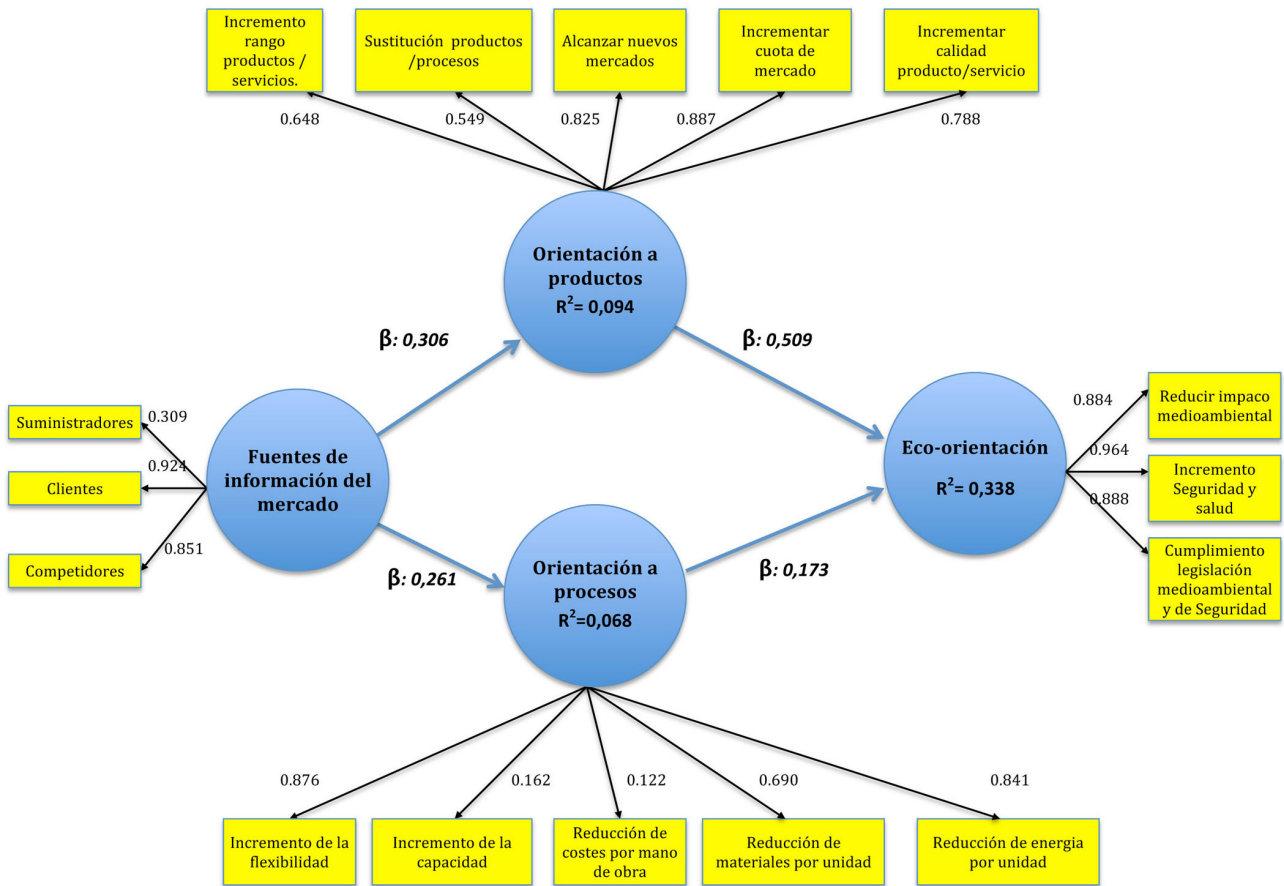 Incremento
rango
productos /
servicios.
Sustitución productos
/procesos
Alcanzar nuevos
mercados
Incrementar
cuota de
mercado
Incrementar
calidad
producto/servicio
0.648
0.549
0.825
0.887
0.788
Orientación a
productos
R²= 0,094
β: 0,306
β: 0,509
Suministradores
Clientes
Competidores
0.309
0.924
0.851
Fuentes de
información del
mercado
Eco-orientación
R²= 0,338
0.884
0.964
0.888
Reducir impaco
medioambiental
Incremento
Seguridad y
salud
Cumplimiento
legislación
medioambiental
y de Seguridad
β: 0,261
β: 0,173
Orientación a
procesos
R²=0,068
0.876
0.162
0.122
0.690
0.841
Incremento de la
flexibilidad
Incremento de la
capacidad
Reducción de
costes por mano
de obra
Reducción de
materiales por unidad
Reducción de energia
por unidad